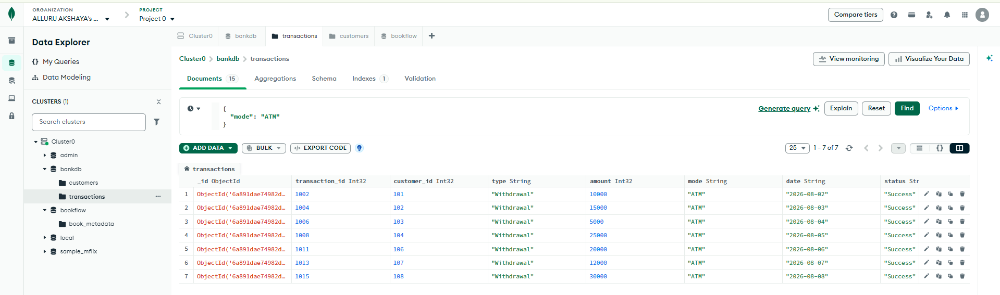 ORGANIZATION
ALLURU AKSHAYA's ...
PROJECT
Project 0
Compare tiers
Data Explorer
My Queries
Data Modeling
CLUSTERS (1)
Search clusters
Cluster0
admin
bankdb
customers
transactions
bookflow
book_metadata
local
sample_mflix
Cluster0 bankdb transactions customers bookflow
Cluster0 > bankdb > transactions
View monitoring
Visualize Your Data
Documents 15 Aggregations Schema Indexes 1 Validation
{
"mode": "ATM"
}
Generate query Explain Reset Find Options
ADD DATA BULK EXPORT CODE
25 1 – 7 of 7
transactions
_id ObjectId transaction_id Int32 customer_id Int32 type String amount Int32 mode String date String status Str
1 ObjectId('6a891dae74982d… 1002 101 "Withdrawal" 10000 "ATM" "2026-08-02" "Success"
2 ObjectId('6a891dae74982d… 1004 102 "Withdrawal" 15000 "ATM" "2026-08-03" "Success"
3 ObjectId('6a891dae74982d… 1006 103 "Withdrawal" 5000 "ATM" "2026-08-04" "Success"
4 ObjectId('6a891dae74982d… 1008 104 "Withdrawal" 25000 "ATM" "2026-08-05" "Success"
5 ObjectId('6a891dae74982d… 1011 106 "Withdrawal" 20000 "ATM" "2026-08-06" "Success"
6 ObjectId('6a891dae74982d… 1013 107 "Withdrawal" 12000 "ATM" "2026-08-07" "Success"
7 ObjectId('6a891dae74982d… 1015 108 "Withdrawal" 30000 "ATM" "2026-08-08" "Success"